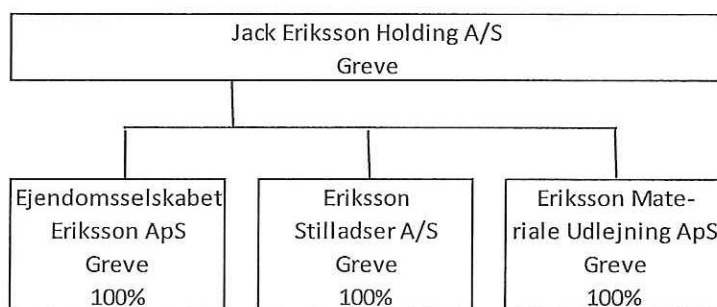 Jack Eriksson Holding A/S
Greve
Ejendomsselskabet
Eriksson ApS
Greve
100%
Eriksson
Stilladser A/S
Greve
100%
Eriksson Mate-
riale Udlejning ApS
Greve
100%